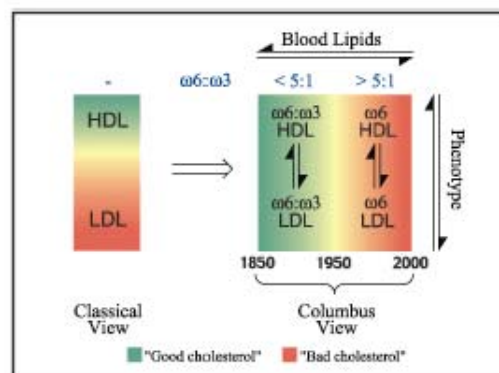 Blood Lipids
- ω6:ω3 < 5:1 > 5:1
HDL
LDL
ω6:ω3
HDL
ω6:ω3
LDL
ω6
HDL
ω6
LDL
Phenotype
1850 1950 2000
Classical
View
Columbus
View
"Good cholesterol" "Bad cholesterol"